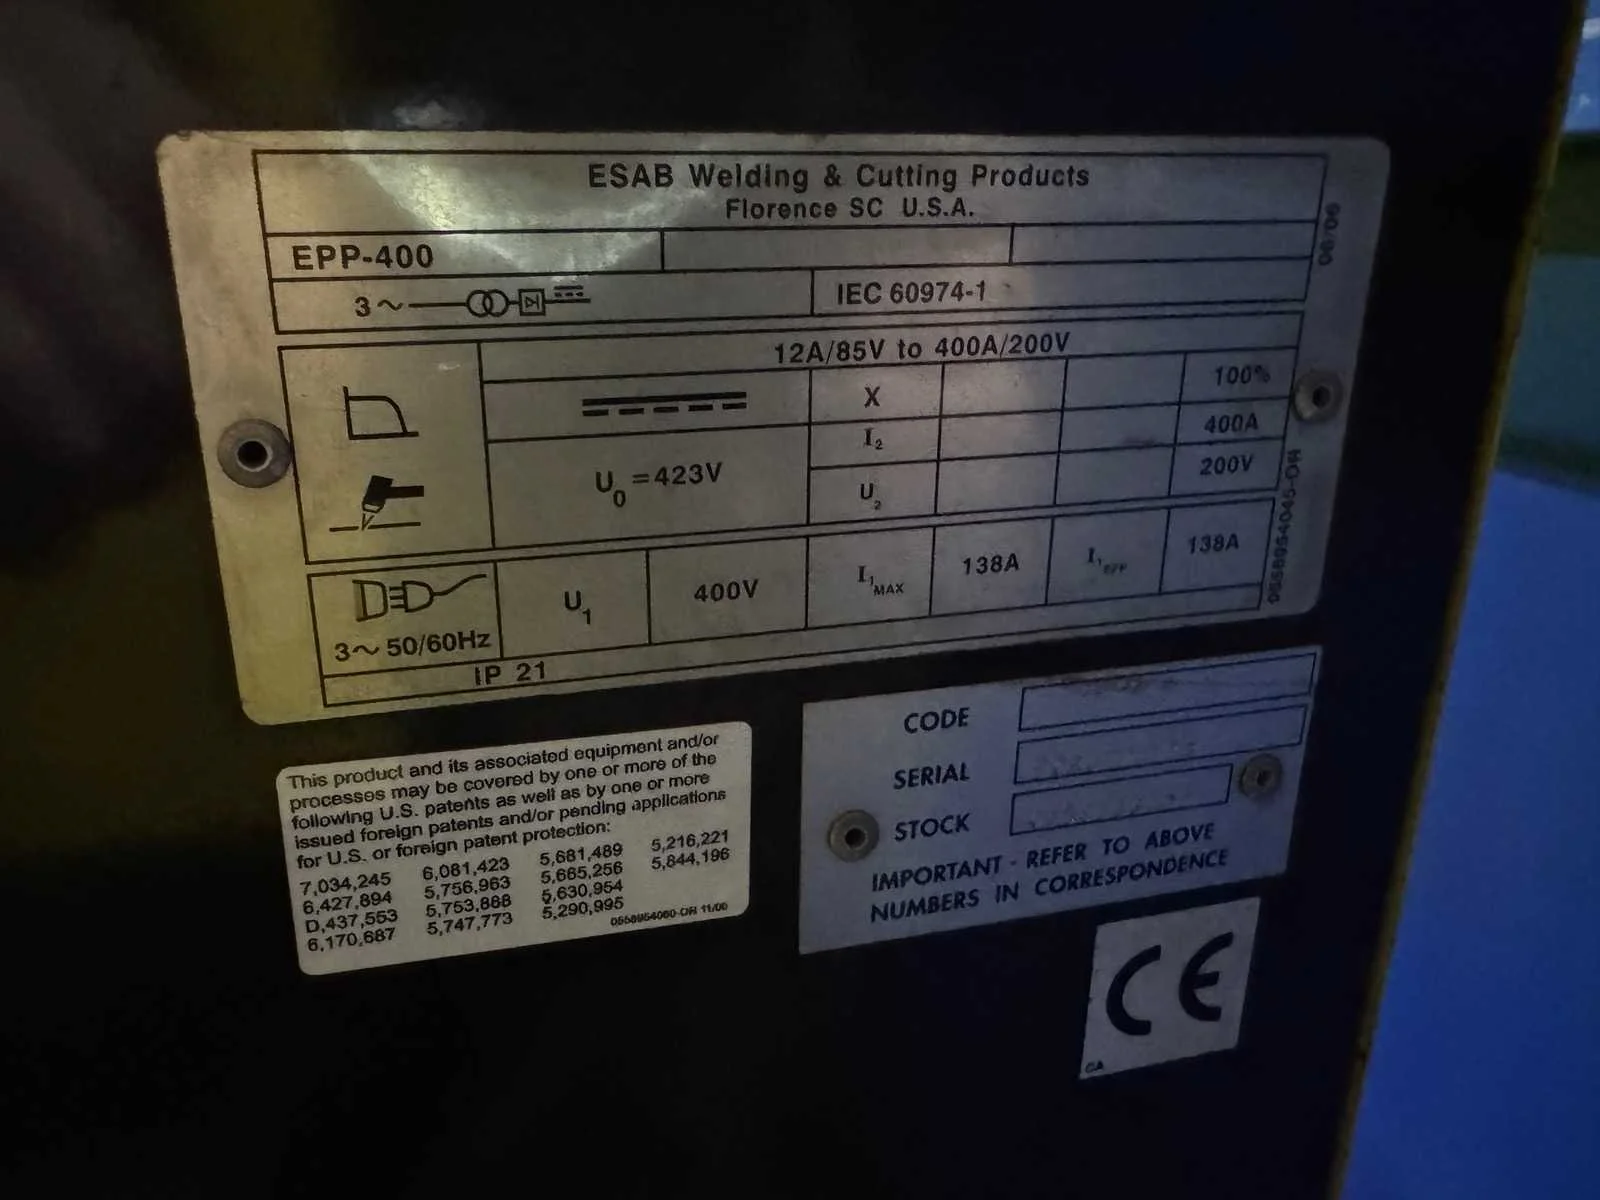 ESAB Welding & Cutting Products
Florence SC U.S.A.
EPP-400
3~
IEC 60974-1
12A/85V to 400A/200V
X 100%
I2 400A
U0 =423V
U2 200V
3~ 50/60Hz
U1 400V I1MAX 138A I1EFF 138A
IP 21
06/06
0558954045-OR
This product and its associated equipment and/or
processes may be covered by one or more of the
following U.S. patents as well as by one or more
issued foreign patents and/or pending applications
for U.S. or foreign patent protection:
7,034,245 6,081,423 5,681,489 5,216,221
6,427,894 5,756,963 5,665,256 5,844,196
D,437,553 5,753,888 5,630,954
6,170,687 5,747,773 5,290,995
CODE
SERIAL
STOCK
IMPORTANT - REFER TO ABOVE
NUMBERS IN CORRESPONDENCE
CE